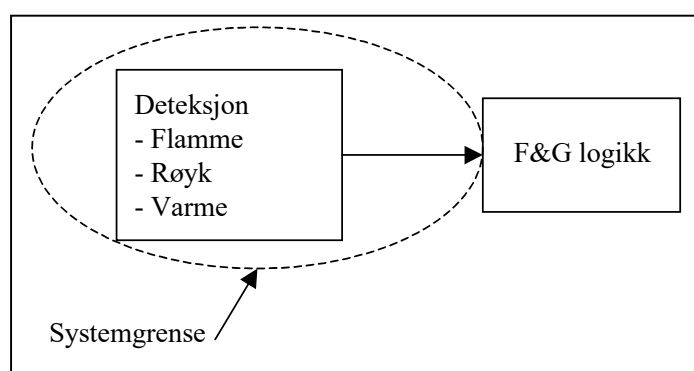 Deteksjon
- Flamme
- Røyk
- Varme
F&G logikk
Systemgrense